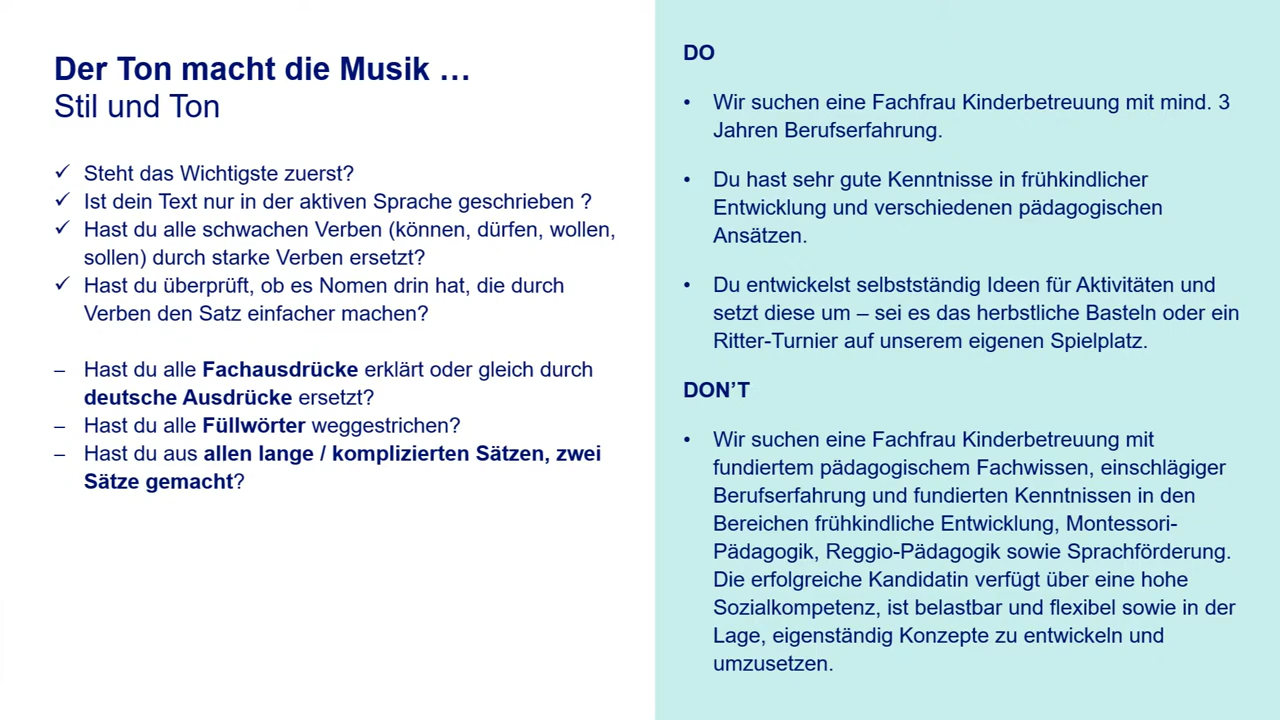 Der Ton macht die Musik …
Stil und Ton
✓ Steht das Wichtigste zuerst?
✓ Ist dein Text nur in der aktiven Sprache geschrieben ?
✓ Hast du alle schwachen Verben (können, dürfen, wollen,
sollen) durch starke Verben ersetzt?
✓ Hast du überprüft, ob es Nomen drin hat, die durch
Verben den Satz einfacher machen?
– Hast du alle Fachausdrücke erklärt oder gleich durch
deutsche Ausdrücke ersetzt?
– Hast du alle Füllwörter weggestrichen?
– Hast du aus allen lange / komplizierten Sätzen, zwei
Sätze gemacht?
DO
• Wir suchen eine Fachfrau Kinderbetreuung mit mind. 3
Jahren Berufserfahrung.
• Du hast sehr gute Kenntnisse in frühkindlicher
Entwicklung und verschiedenen pädagogischen
Ansätzen.
• Du entwickelst selbstständig Ideen für Aktivitäten und
setzt diese um – sei es das herbstliche Basteln oder ein
Ritter-Turnier auf unserem eigenen Spielplatz.
DON’T
• Wir suchen eine Fachfrau Kinderbetreuung mit
fundiertem pädagogischem Fachwissen, einschlägiger
Berufserfahrung und fundierten Kenntnissen in den
Bereichen frühkindliche Entwicklung, Montessori-
Pädagogik, Reggio-Pädagogik sowie Sprachförderung.
Die erfolgreiche Kandidatin verfügt über eine hohe
Sozialkompetenz, ist belastbar und flexibel sowie in der
Lage, eigenständig Konzepte zu entwickeln und
umzusetzen.